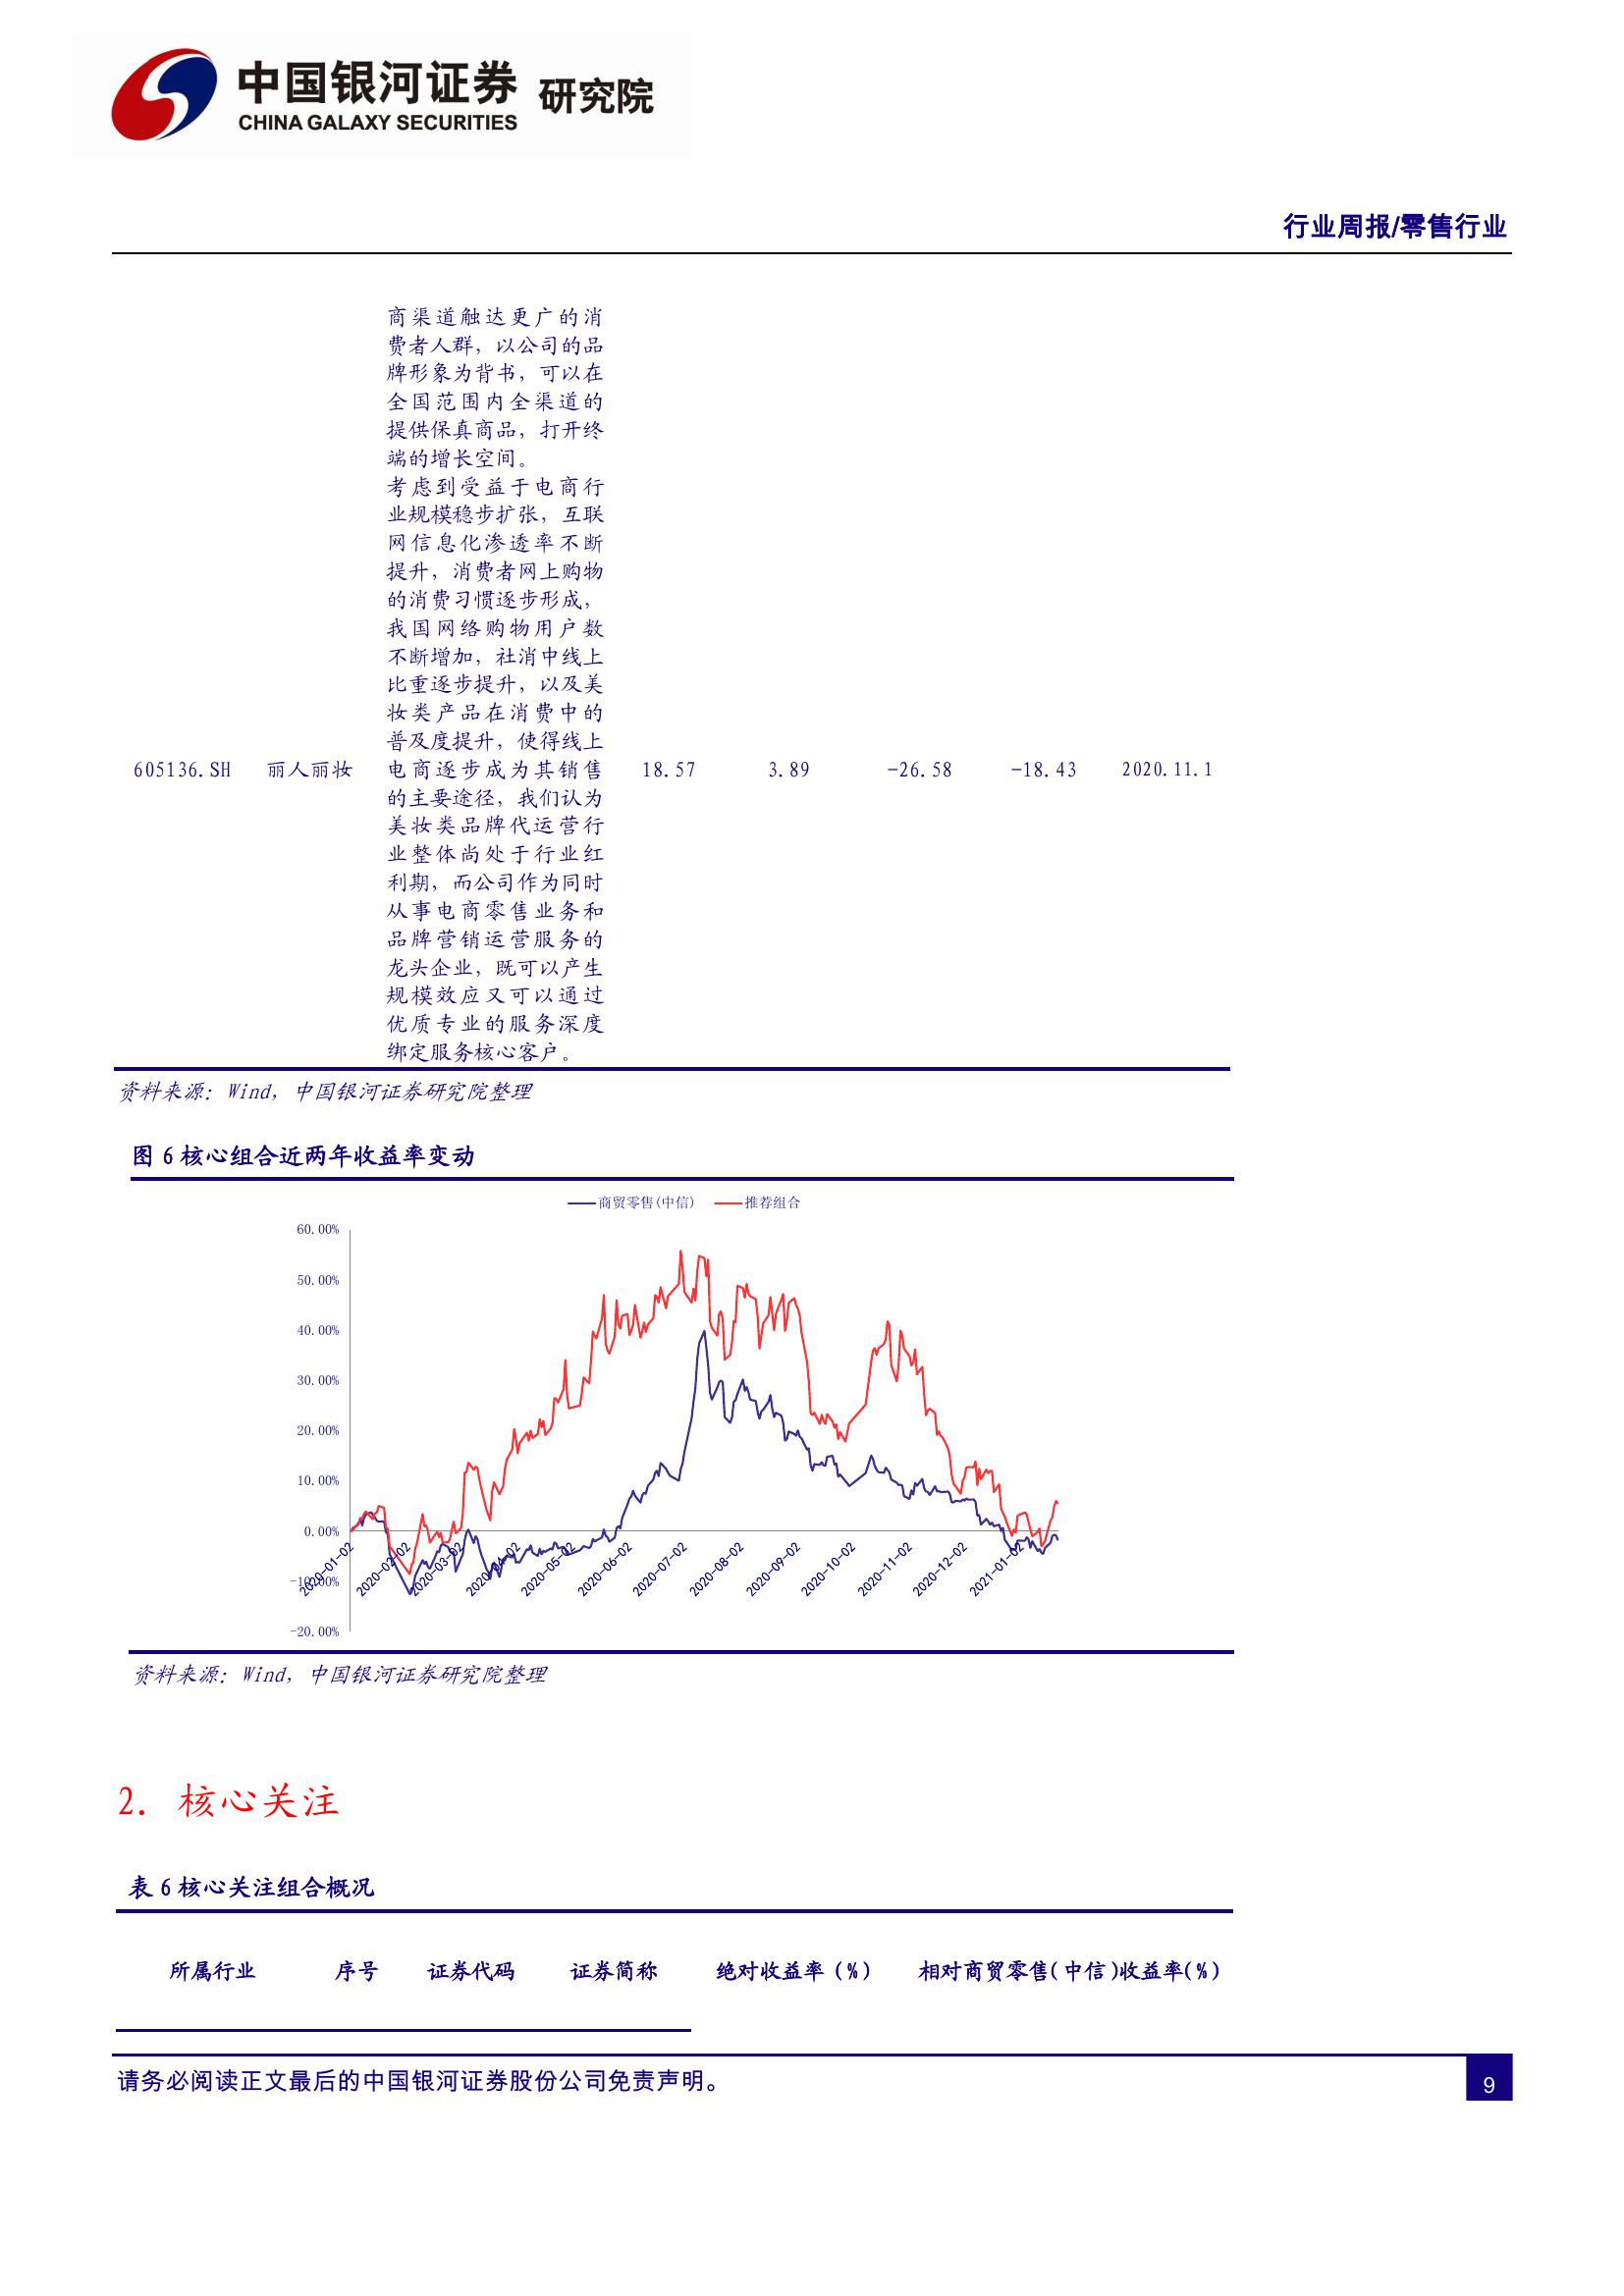 中国银河证券 研究院
CHINA GALAXY SECURITIES
行业周报/零售行业
商渠道触达更广的消
费者人群，以公司的品
牌形象为背书，可以在
全国范围内全渠道的
提供保真商品，打开终
端的增长空间。
考虑到受益于电商行
业规模稳步扩张，互联
网信息化渗透率不断
提升，消费者网上购物
的消费习惯逐步形成，
我国网络购物用户数
不断增加，社消中线上
比重逐步提升，以及美
妆类产品在消费中的
普及度提升，使得线上
605136.SH 丽人丽妆 电商逐步成为其销售 18.57 3.89 -26.58 -18.43 2020.11.1
的主要途径，我们认为
美妆类品牌代运营行
业整体尚处于行业红
利期，而公司作为同时
从事电商零售业务和
品牌营销运营服务的
龙头企业，既可以产生
规模效应又可以通过
优质专业的服务深度
绑定服务核心客户。
资料来源：Wind，中国银河证券研究院整理
图 6 核心组合近两年收益率变动
商贸零售(中信) 推荐组合
60.00%
50.00%
40.00%
30.00%
20.00%
10.00%
0.00%
-10.00%
-20.00%
2020-01-02 2020-02-02 2020-03-02 2020-04-02 2020-05-02 2020-06-02 2020-07-02 2020-08-02 2020-09-02 2020-10-02 2020-11-02 2020-12-02 2021-01-02
资料来源：Wind，中国银河证券研究院整理
2. 核心关注
表 6 核心关注组合概况
所属行业 序号 证券代码 证券简称 绝对收益率（%） 相对商贸零售(中信)收益率(%)
请务必阅读正文最后的中国银河证券股份公司免责声明。
9